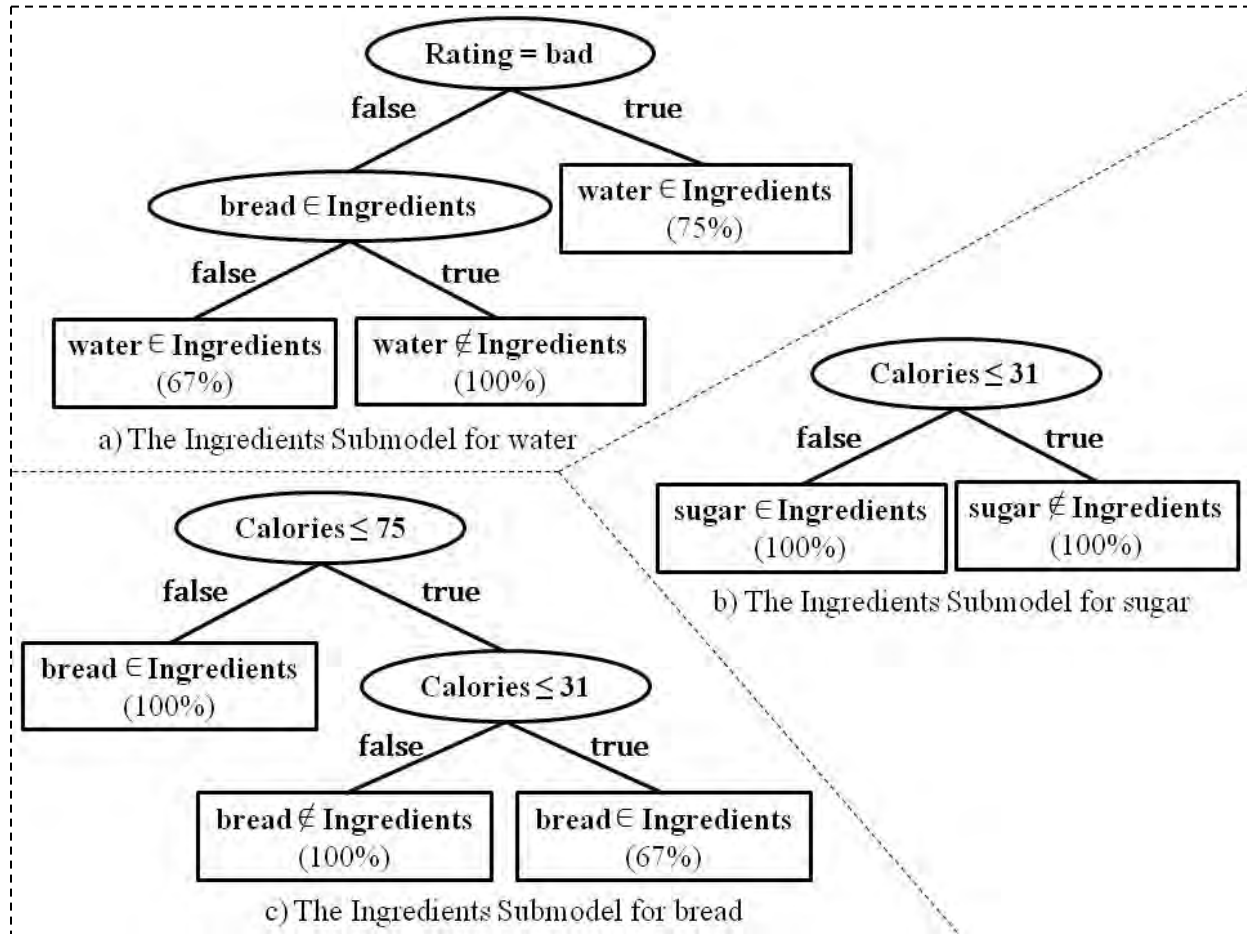 Rating = bad
false
true
bread ∈ Ingredients
water ∈ Ingredients
(75%)
false
true
water ∈ Ingredients
(67%)
water ∉ Ingredients
(100%)
a) The Ingredients Submodel for water
Calories ≤ 31
false
true
sugar ∈ Ingredients
(100%)
sugar ∉ Ingredients
(100%)
b) The Ingredients Submodel for sugar
Calories ≤ 75
false
true
bread ∈ Ingredients
(100%)
Calories ≤ 31
false
true
bread ∉ Ingredients
(100%)
bread ∈ Ingredients
(67%)
c) The Ingredients Submodel for bread